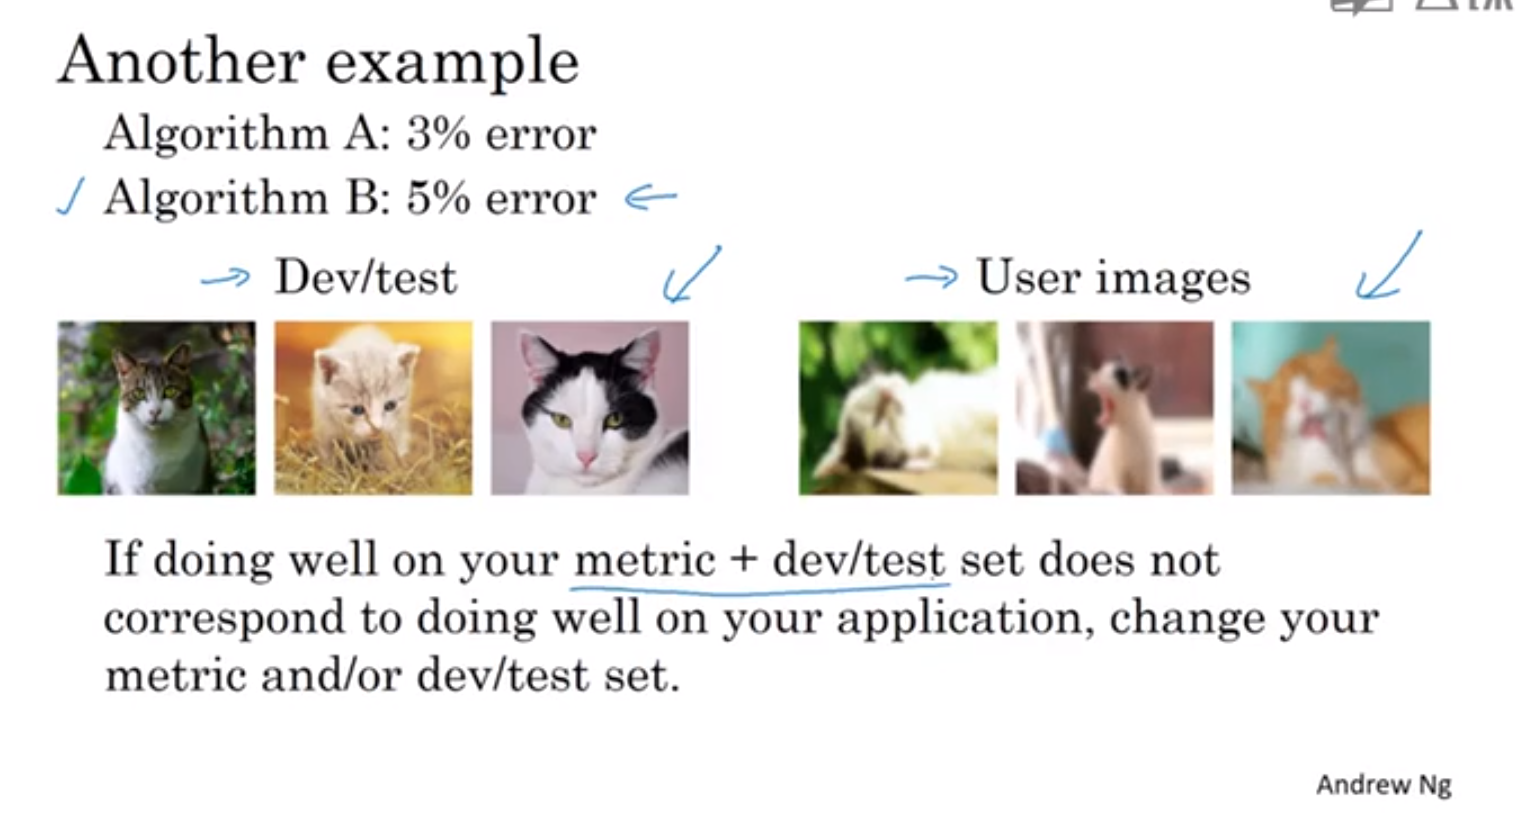 Another example
Algorithm A: 3% error
Algorithm B: 5% error
Dev/test
User images
If doing well on your metric + dev/test set does not
correspond to doing well on your application, change your
metric and/or dev/test set.
Andrew Ng